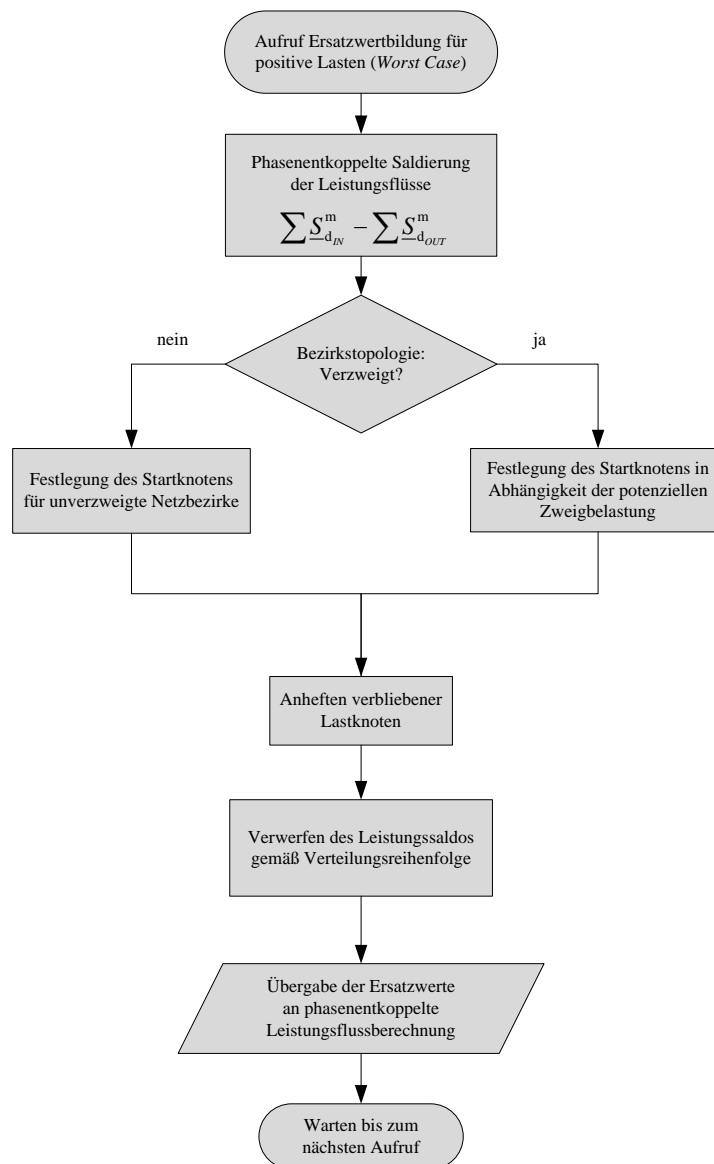 Aufruf Ersatzwertbildung für
positive Lasten (Worst Case)
Phasenentkoppelte Saldierung
der Leistungsflüsse
∑ S̲ᵐ_d_IN − ∑ S̲ᵐ_d_OUT
nein
ja
Bezirkstopologie:
Verzweigt?
Festlegung des Startknotens
für unverzweigte Netzbezirke
Festlegung des Startknotens in
Abhängigkeit der potenziellen
Zweigbelastung
Anheften verbliebener
Lastknoten
Verwerfen des Leistungssaldos
gemäß Verteilungsreihenfolge
Übergabe der Ersatzwerte
an phasenentkoppelte
Leistungsflussberechnung
Warten bis zum
nächsten Aufruf